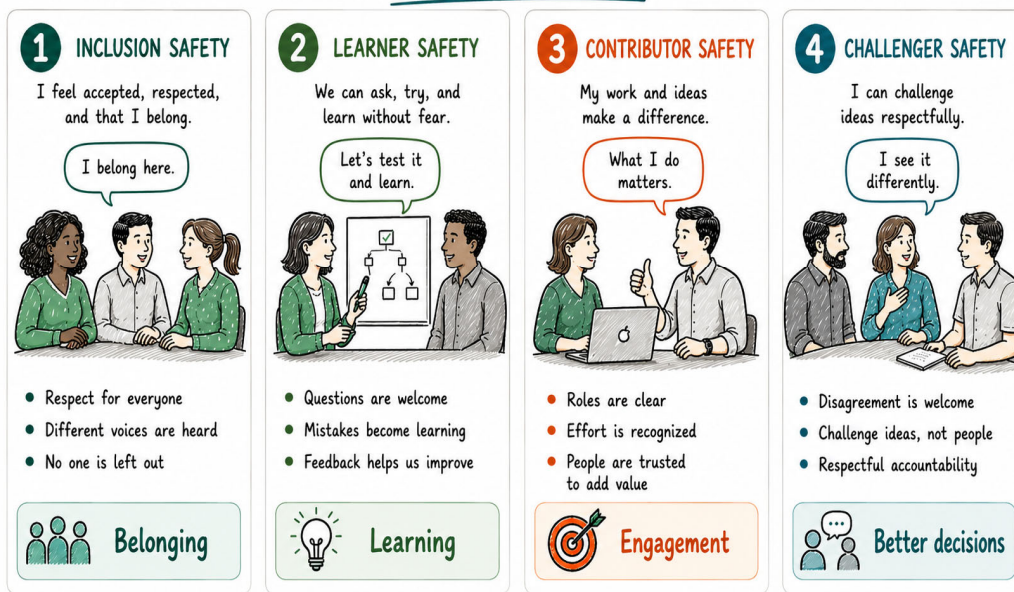 1 INCLUSION SAFETY
I feel accepted, respected,
and that I belong.
I belong here.
• Respect for everyone
• Different voices are heard
• No one is left out
Belonging
2 LEARNER SAFETY
We can ask, try, and
learn without fear.
Let's test it
and learn.
• Questions are welcome
• Mistakes become learning
• Feedback helps us improve
Learning
3 CONTRIBUTOR SAFETY
My work and ideas
make a difference.
What I do
matters.
• Roles are clear
• Effort is recognized
• People are trusted
to add value
Engagement
4 CHALLENGER SAFETY
I can challenge
ideas respectfully.
I see it
differently.
• Disagreement is welcome
• Challenge ideas, not people
• Respectful accountability
Better decisions